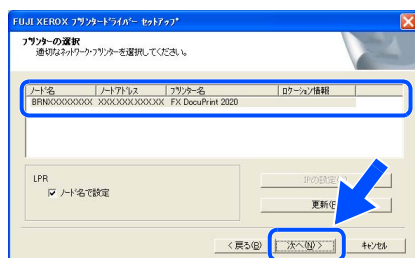 FUJI XEROX プリンタードライバー セットアップ
プリンターの選択
適切なネットワーク・プリンターを選択してください。
ノード名 ノードアドレス プリンター名 ロケーション情報
BRNXXXXXXXX XXX.XXX.XXX.XX FX DocuPrint 2020
LPR
ノード名で設定
IPの設定
更新
< 戻る(B) 次へ(N) > キャンセル